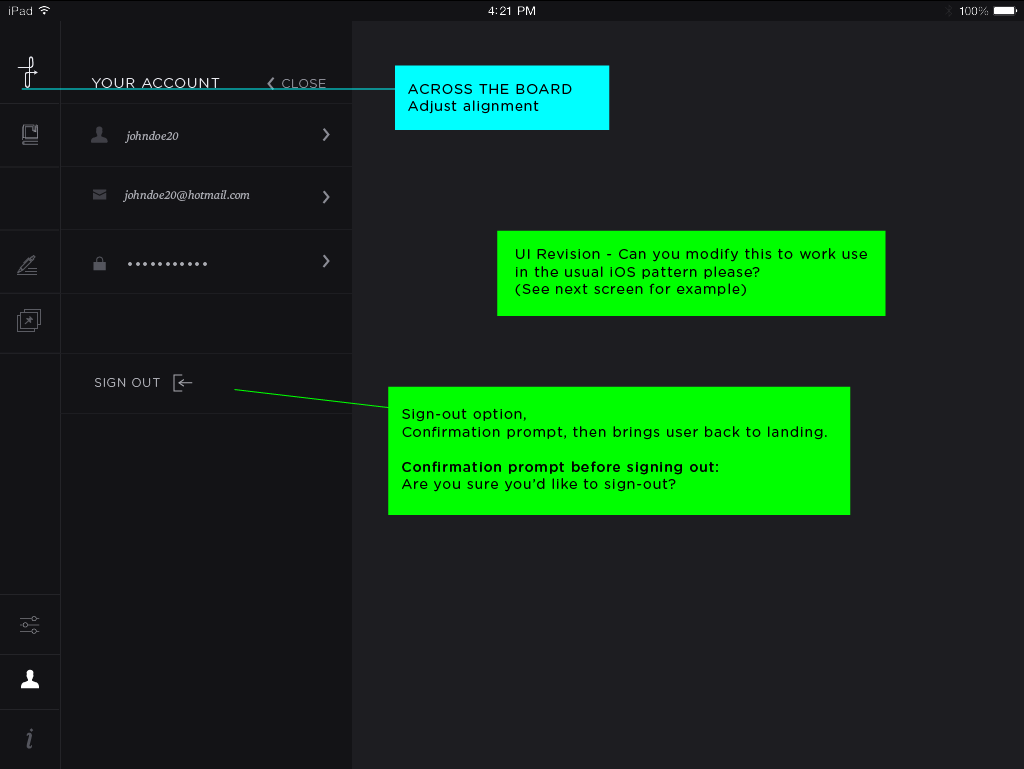 iPad 4:21 PM 100%
YOUR ACCOUNT CLOSE
ACROSS THE BOARD
Adjust alignment
johndoe20
johndoe20@hotmail.com
•••••••••••
UI Revision - Can you modify this to work use
in the usual iOS pattern please?
(See next screen for example)
SIGN OUT
Sign-out option,
Confirmation prompt, then brings user back to landing.
Confirmation prompt before signing out:
Are you sure you'd like to sign-out?
i